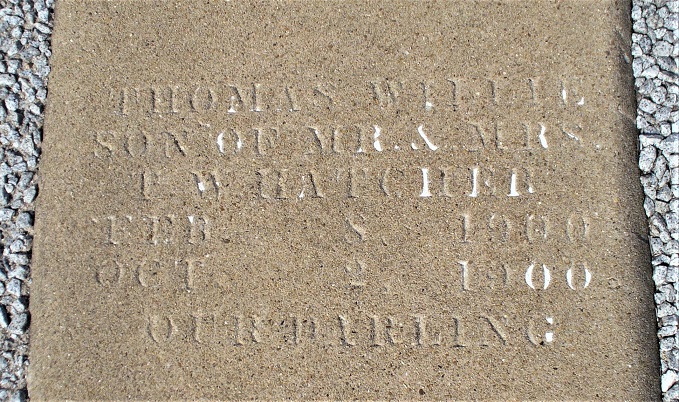 THOMAS WILLIE
SON OF MR. & MRS.
T. W. HATCHER
FEB 8, 1900
OCT 2, 1900.
OUR DARLING